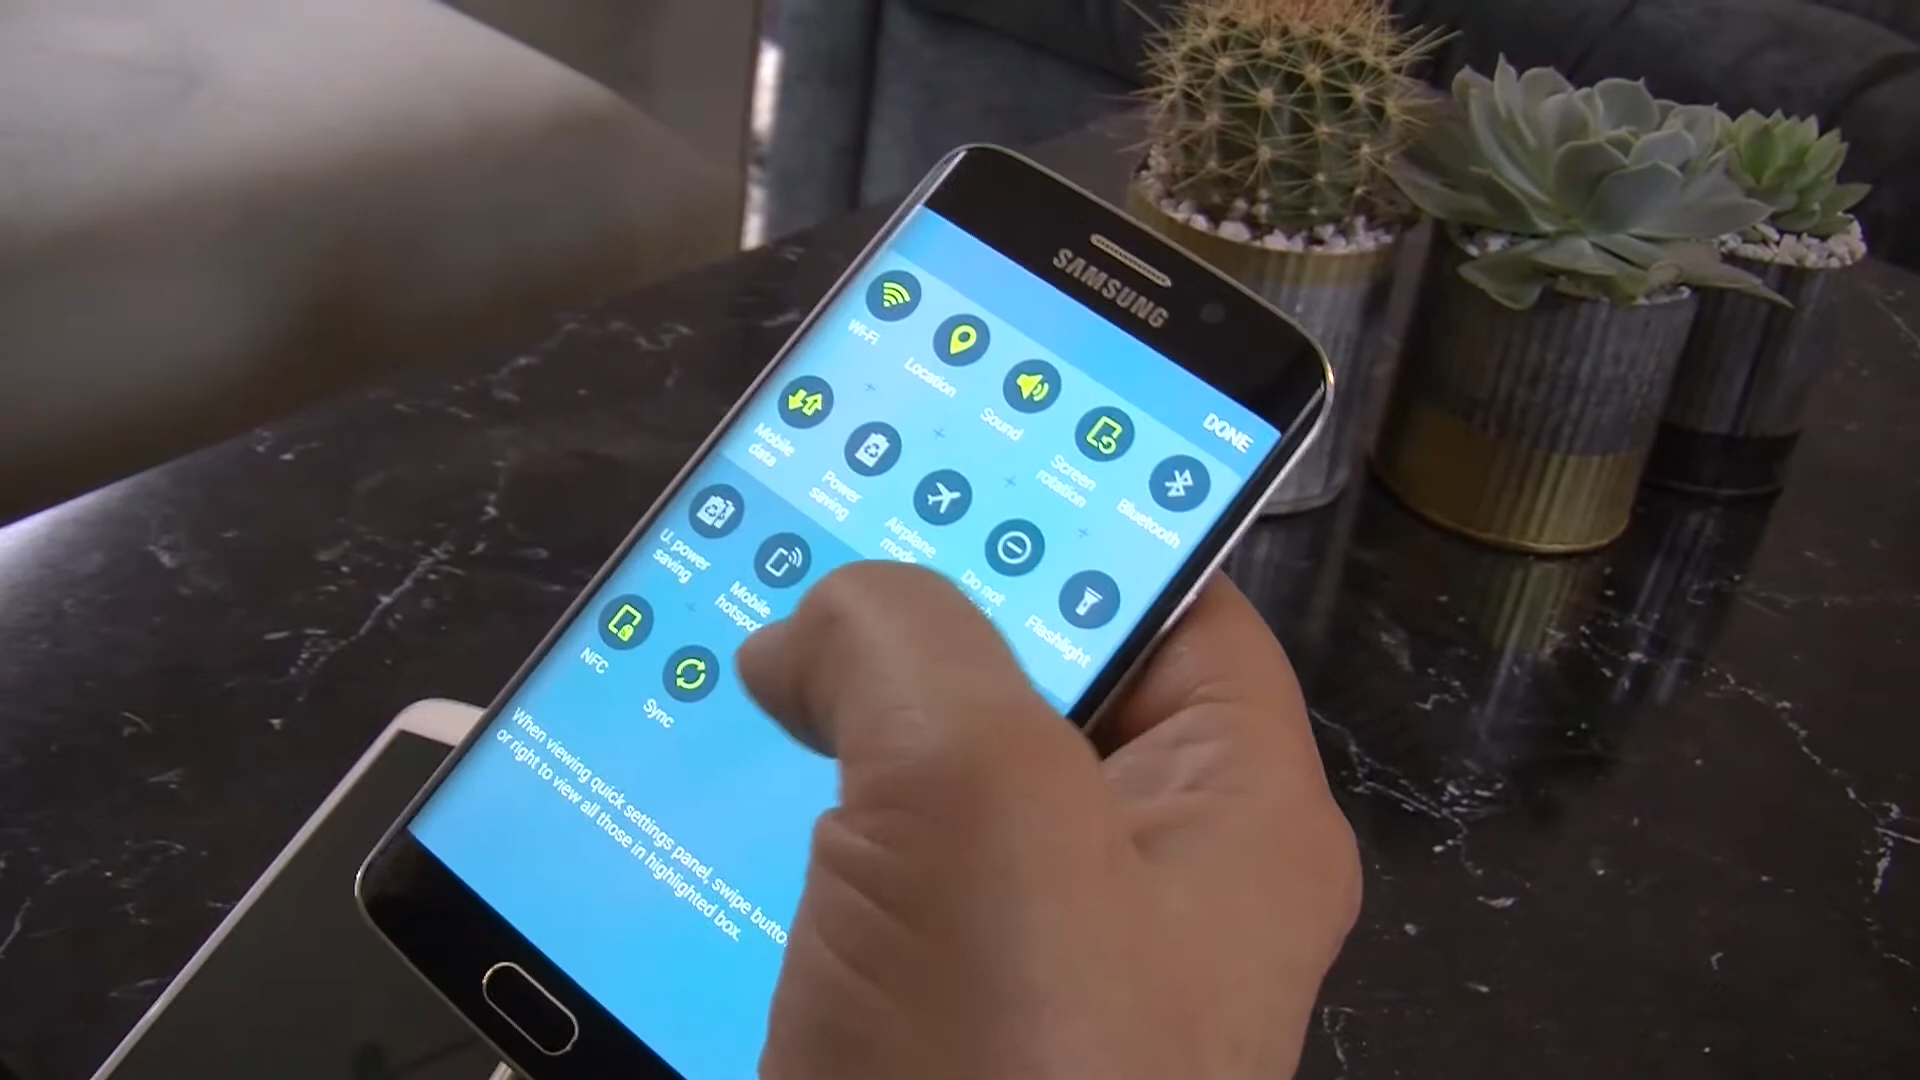 SAMSUNG
DONE
Wi-Fi
Location
Sound
Screen
rotation
Bluetooth
Mobile
data
Power
saving
Airplane
mode
Do not
Flashlight
U. power
saving
Mobile
NFC
Sync
When viewing quick settings panel, swipe
or right to view all those in highlighted box.